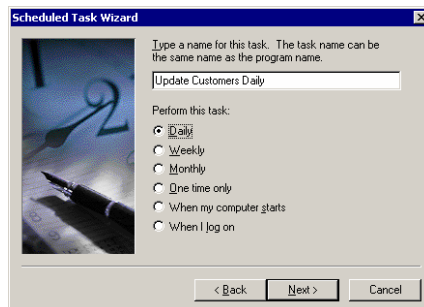 Scheduled Task Wizard
Type a name for this task. The task name can be
the same name as the program name.
Update Customers Daily
Perform this task:
Daily
Weekly
Monthly
One time only
When my computer starts
When I log on
< Back Next > Cancel